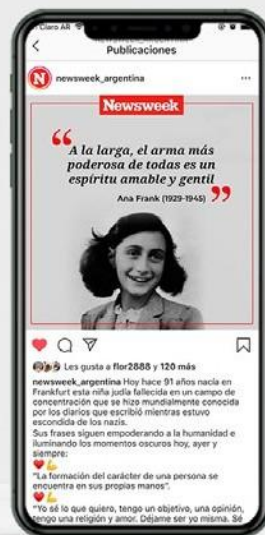 Claro AR
Publicaciones
N newsweek_argentina
Newsweek
“
A la larga, el arma más
poderosa de todas es un
espíritu amable y gentil
Ana Frank (1929-1945) ”
Les gusta a flor2888 y 120 más
newsweek_argentina Hoy hace 91 años nacía en
Frankfurt esta niña judía fallecida en un campo de
concentración que se hizo mundialmente conocida
por los diarios que escribió mientras estuvo
escondida de los nazis.
Sus frases siguen empoderando a la humanidad e
iluminando los momentos oscuros hoy, ayer y
siempre:
❤️💪
"La formación del carácter de una persona se
encuentra en sus propias manos".
❤️💪
"Yo sé lo que quiero, tengo un objetivo, una opinión,
tengo una religión y amor. Déjame ser yo misma. Sé